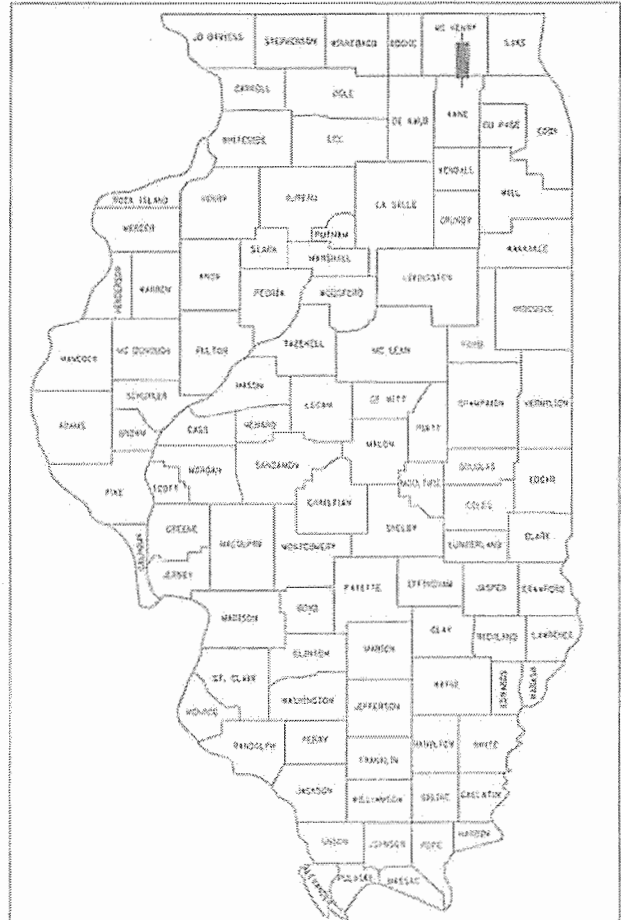 JO DAVIESS STEPHENSON WINNEBAGO BOONE MC HENRY LAKE
CARROLL OGLE DE KALB KANE DU PAGE COOK
WHITESIDE LEE KENDALL WILL
ROCK ISLAND HENRY BUREAU LA SALLE GRUNDY
MERCER PUTNAM KANKAKEE
STARK MARSHALL LIVINGSTON
HENDERSON WARREN KNOX PEORIA WOODFORD IROQUOIS
HANCOCK MC DONOUGH FULTON TAZEWELL MC LEAN FORD
MASON
SCHUYLER LOGAN DE WITT CHAMPAIGN VERMILION
ADAMS BROWN CASS MENARD PIATT
MACON
MORGAN SANGAMON DOUGLAS EDGAR
PIKE SCOTT CHRISTIAN MOULTRIE
COLES
GREENE MACOUPIN SHELBY
CALHOUN MONTGOMERY CUMBERLAND CLARK
JERSEY
FAYETTE EFFINGHAM JASPER CRAWFORD
MADISON BOND
CLAY RICHLAND LAWRENCE
CLINTON MARION
ST. CLAIR WAYNE EDWARDS WABASH
WASHINGTON JEFFERSON
MONROE
RANDOLPH PERRY HAMILTON WHITE
FRANKLIN
JACKSON WILLIAMSON SALINE GALLATIN
UNION JOHNSON POPE HARDIN
ALEXANDER PULASKI MASSAC